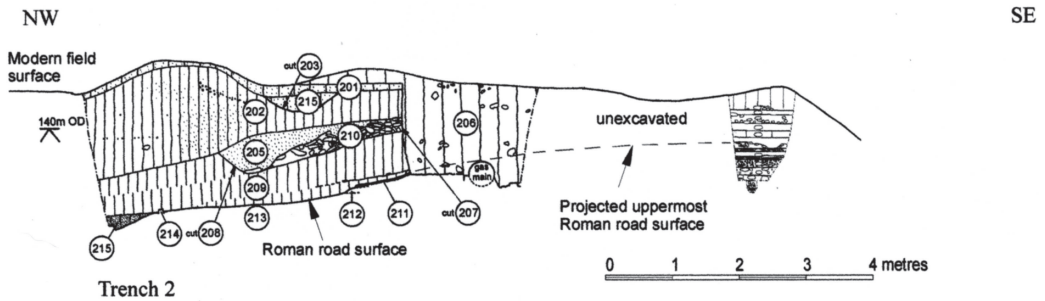 NW
SE
Modern field
surface
140m OD
cut 203
215
201
202
205
210
206
unexcavated
gas
main
209
213
212
211
cut 207
215
214
cut 208
Roman road surface
Projected uppermost
Roman road surface
0 1 2 3 4 metres
Trench 2